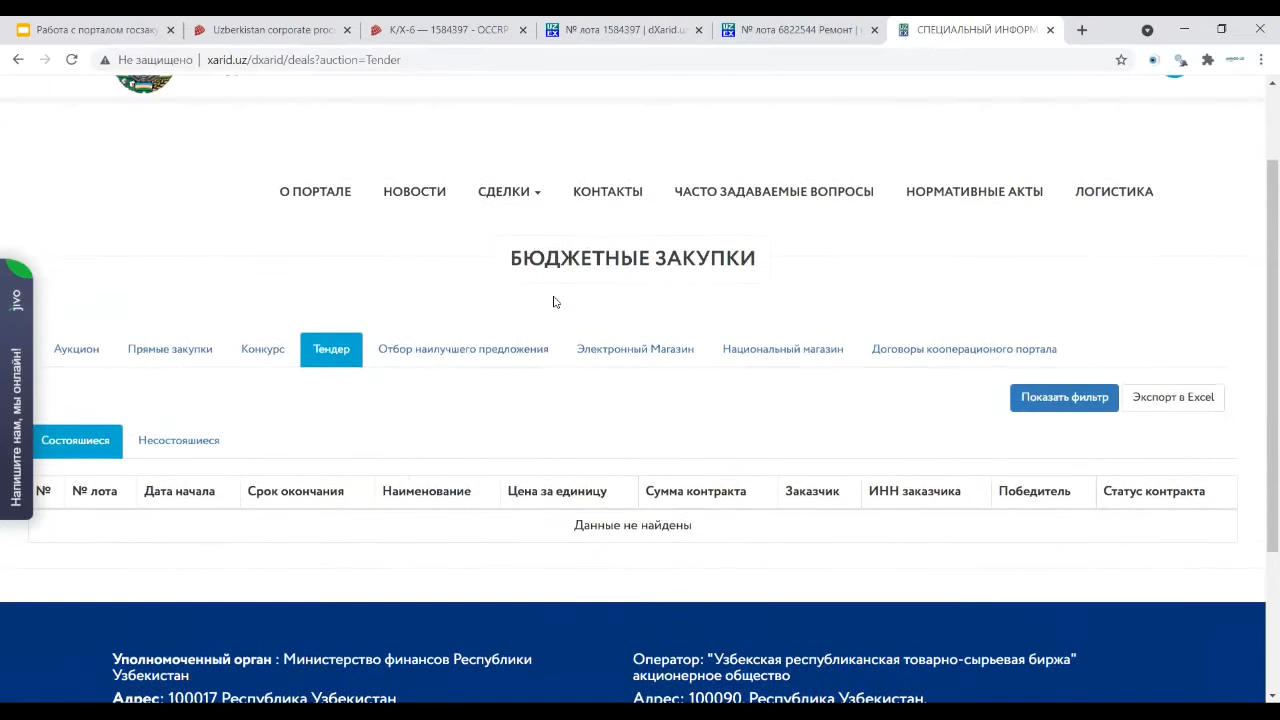 Работа с порталом госзаку
Uzberkistan corporate proc
К/Х-6 — 1584397 - OCCRP
№ лота 1584397 | dXarid.uz
№ лота 6822544 Ремонт |
СПЕЦИАЛЬНЫЙ ИНФОРМ
Не защищено
xarid.uz/dxarid/deals?auction=Tender
О ПОРТАЛЕ
НОВОСТИ
СДЕЛКИ
КОНТАКТЫ
ЧАСТО ЗАДАВАЕМЫЕ ВОПРОСЫ
НОРМАТИВНЫЕ АКТЫ
ЛОГИСТИКА
БЮДЖЕТНЫЕ ЗАКУПКИ
jivo
Напишите нам, мы онлайн!
Аукцион
Прямые закупки
Конкурс
Тендер
Отбор наилучшего предложения
Электронный Магазин
Национальный магазин
Договоры кооперационого портала
Показать фильтр
Экспорт в Excel
Состоящиеся
Несостоящиеся
№
№ лота
Дата начала
Срок окончания
Наименование
Цена за единицу
Сумма контракта
Заказчик
ИНН заказчика
Победитель
Статус контракта
Данные не найдены
Уполномоченный орган : Министерство финансов Республики
Узбекистан
Адрес: 100017 Республика Узбекистан
Оператор: "Узбекская республиканская товарно-сырьевая биржа"
акционерное общество
Адрес: 100090, Республика Узбекистан,